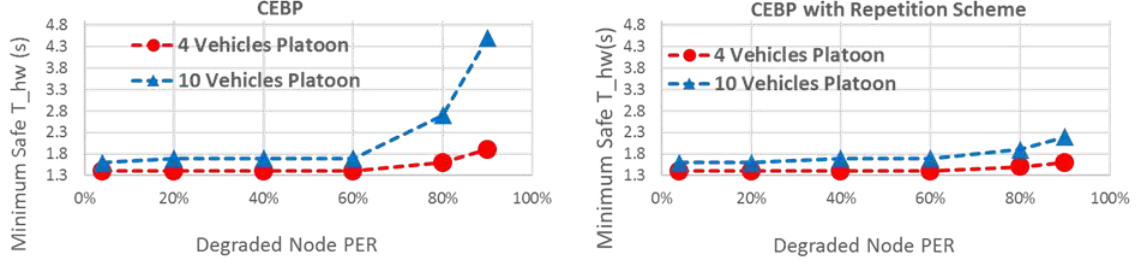 CEBP
Minimum Safe T_hw (s)
4.8
4.3
3.8
3.3
2.8
2.3
1.8
1.3
4 Vehicles Platoon
10 Vehicles Platoon
0%
20%
40%
60%
80%
100%
Degraded Node PER
CEBP with Repetition Scheme
Minimum Safe T_hw(s)
4.8
4.3
3.8
3.3
2.8
2.3
1.8
1.3
4 Vehicles Platoon
10 Vehicles Platoon
0%
20%
40%
60%
80%
100%
Degraded Node PER